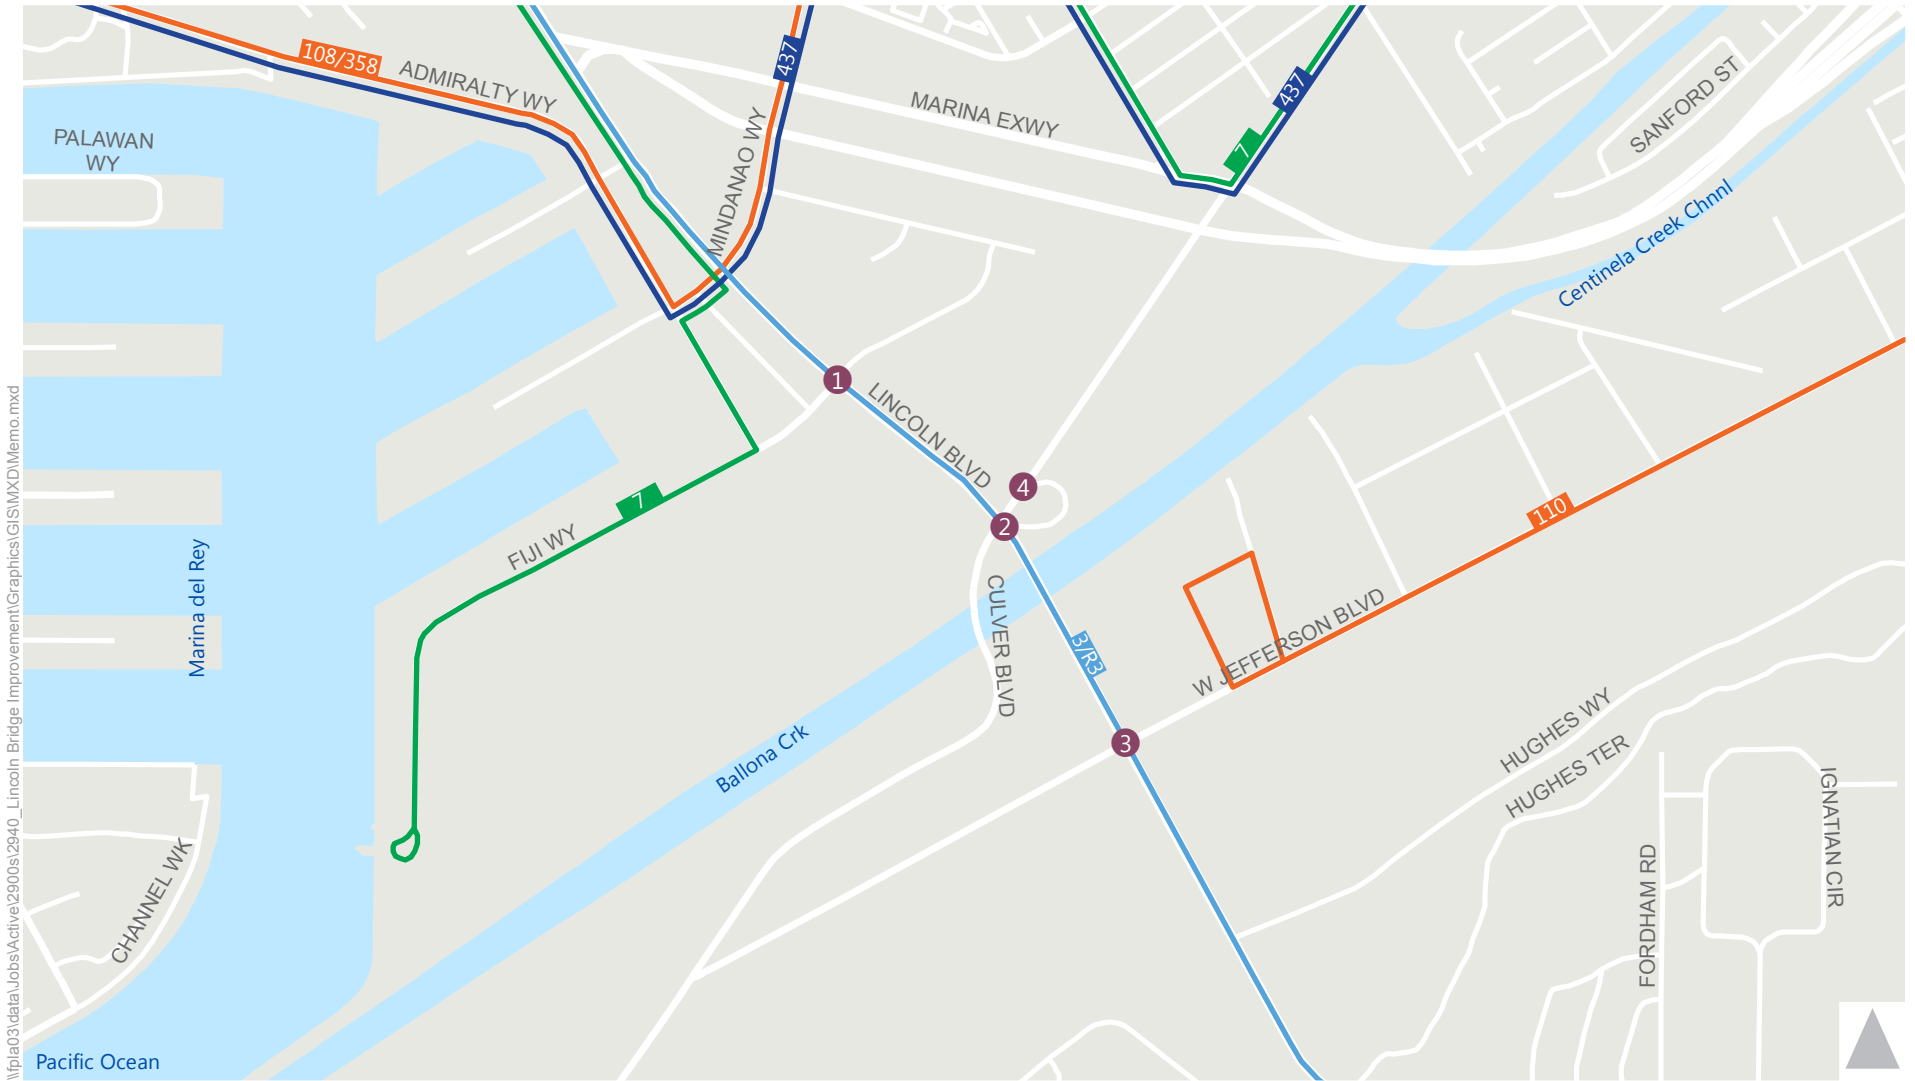 108/358
ADMIRALTY WY
437
MARINA EXWY
437
7
SANFORD ST
PALAWAN
WY
MINDANAO WY
Centinela Creek Chnnl
1
LINCOLN BLVD
4
2
7
FIJI WY
110
Marina del Rey
CULVER BLVD
3/R3
W JEFFERSON BLVD
3
Ballona Crk
HUGHES WY
HUGHES TER
IGNATIAN CIR
CHANNEL WK
FORDHAM RD
Pacific Ocean
\\fpla03\data\Jobs\Active\2900s\2940_Lincoln Bridge Improvement\Graphics\GIS\MXD\Memo.mxd